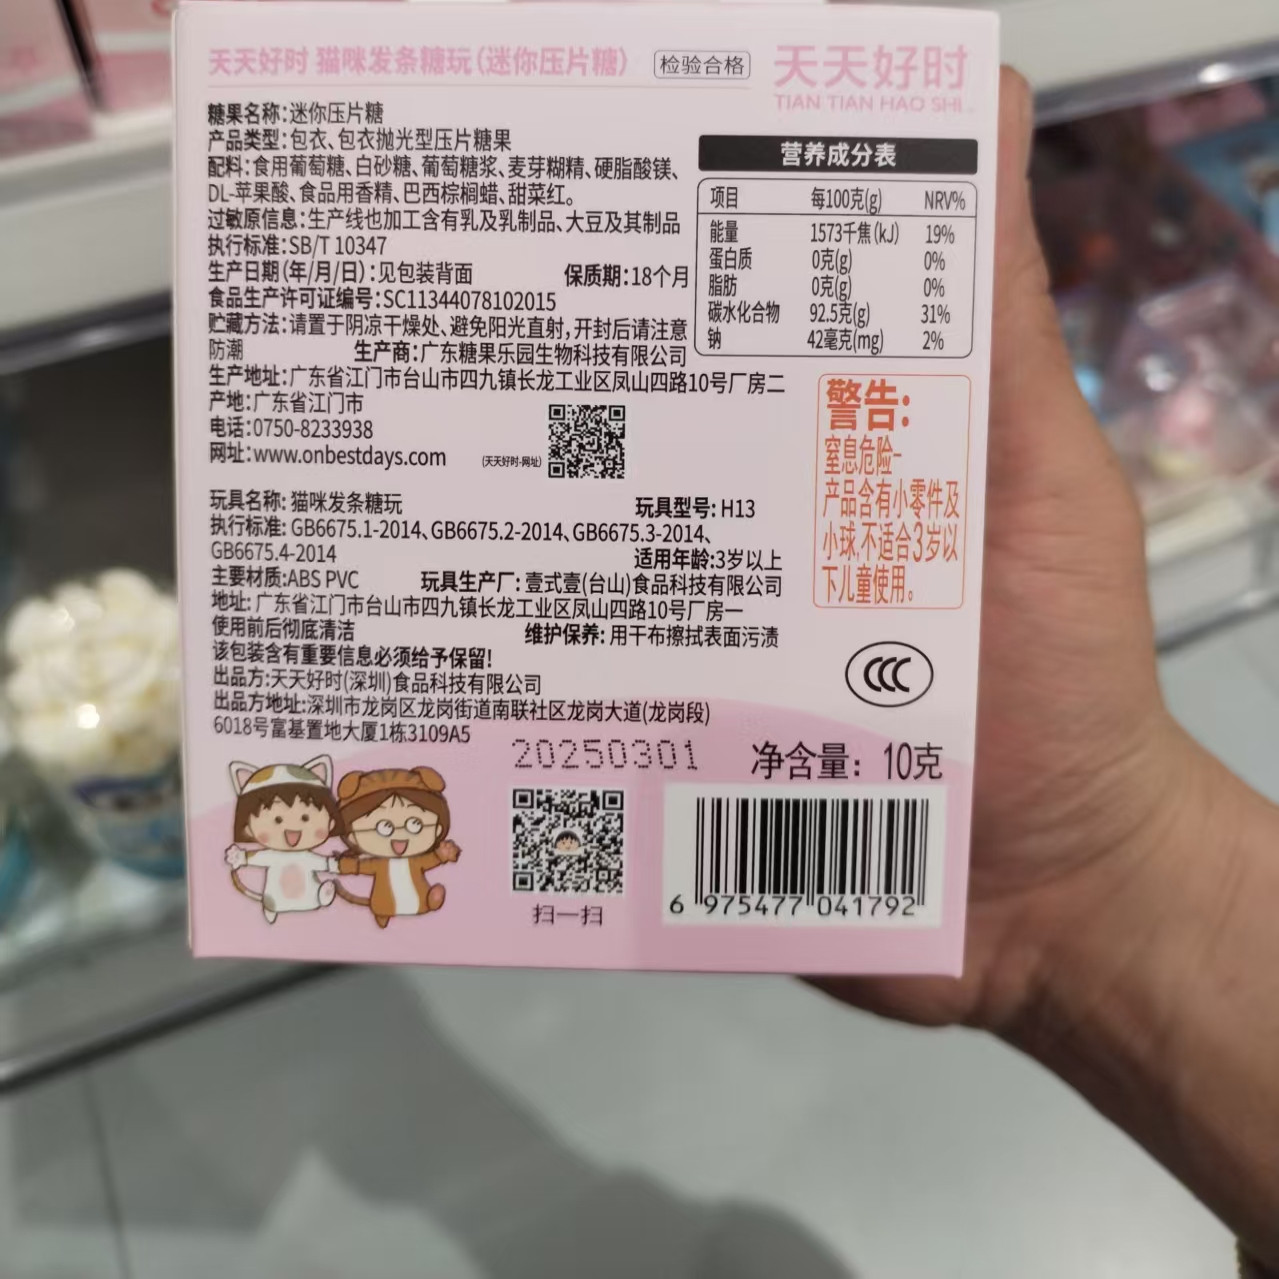 天天好时 猫咪发条糖玩(迷你压片糖)
检验合格
天天好时
TIAN TIAN HAO SHI
糖果名称:迷你压片糖
产品类型:包衣、包衣抛光型压片糖果
配料:食用葡萄糖、白砂糖、葡萄糖浆、麦芽糊精、硬脂酸镁、
DL-苹果酸、食品用香精、巴西棕榈蜡、甜菜红。
过敏原信息:生产线也加工含有乳及乳制品、大豆及其制品
执行标准:SB/T 10347
生产日期(年/月/日):见包装背面 保质期:18个月
食品生产许可证编号:SC11344078102015
贮藏方法:请置于阴凉干燥处、避免阳光直射,开封后请注意
防潮 生产商:广东糖果乐园生物科技有限公司
生产地址:广东省江门市台山市四九镇长龙工业区凤山四路10号厂房二
产地:广东省江门市
电话:0750-8233938
网址:www.onbestdays.com
(天天好时-网址)
营养成分表
项目 每100克(g) NRV%
能量 1573千焦(kJ) 19%
蛋白质 0克(g) 0%
脂肪 0克(g) 0%
碳水化合物 92.5克(g) 31%
钠 42毫克(mg) 2%
警告:
窒息危险-
产品含有小零件及
小球,不适合3岁以
下儿童使用。
玩具名称: 猫咪发条糖玩 玩具型号: H13
执行标准: GB6675.1-2014、GB6675.2-2014、GB6675.3-2014、
GB6675.4-2014 适用年龄:3岁以上
主要材质:ABS PVC 玩具生产厂: 壹式壹(台山)食品科技有限公司
地址: 广东省江门市台山市四九镇长龙工业区凤山四路10号厂房一
使用前后彻底清洁 维护保养: 用干布擦拭表面污渍
该包装含有重要信息必须给予保留!
出品方:天天好时(深圳)食品科技有限公司
出品方地址:深圳市龙岗区龙岗街道南联社区龙岗大道(龙岗段)
6018号富基置地大厦1栋3109A5
CCC
20250301
净含量: 10克
扫一扫
6 975477 041792